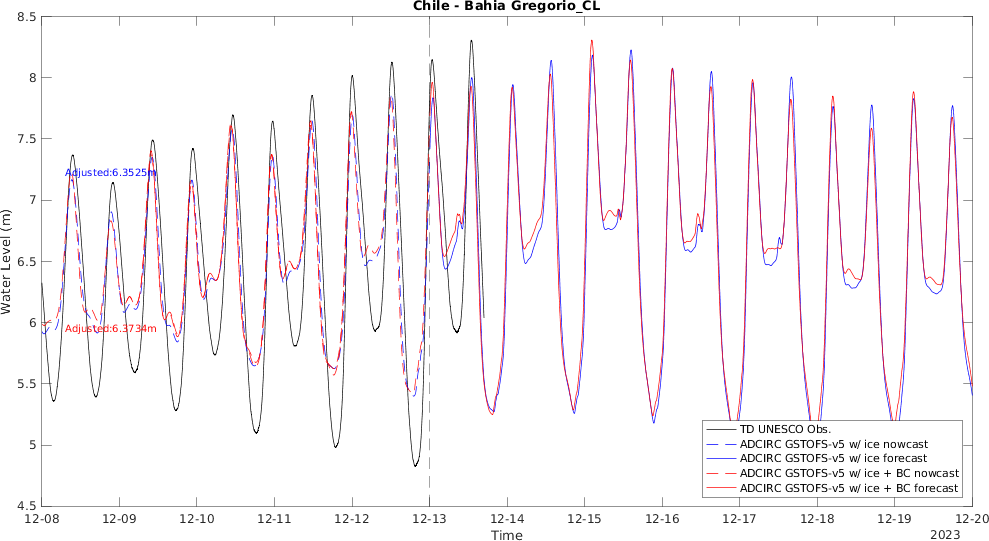 Chile - Bahia Gregorio_CL
8.5
8
7.5
7
6.5
6
5.5
5
4.5
Water Level (m)
Adjusted:6.3525m
Adjusted:6.3734m
TD UNESCO Obs.
ADCIRC GSTOFS-v5 w/ ice nowcast
ADCIRC GSTOFS-v5 w/ ice forecast
ADCIRC GSTOFS-v5 w/ ice + BC nowcast
ADCIRC GSTOFS-v5 w/ ice + BC forecast
12-08 12-09 12-10 12-11 12-12 12-13 12-14 12-15 12-16 12-17 12-18 12-19 12-20
Time
2023